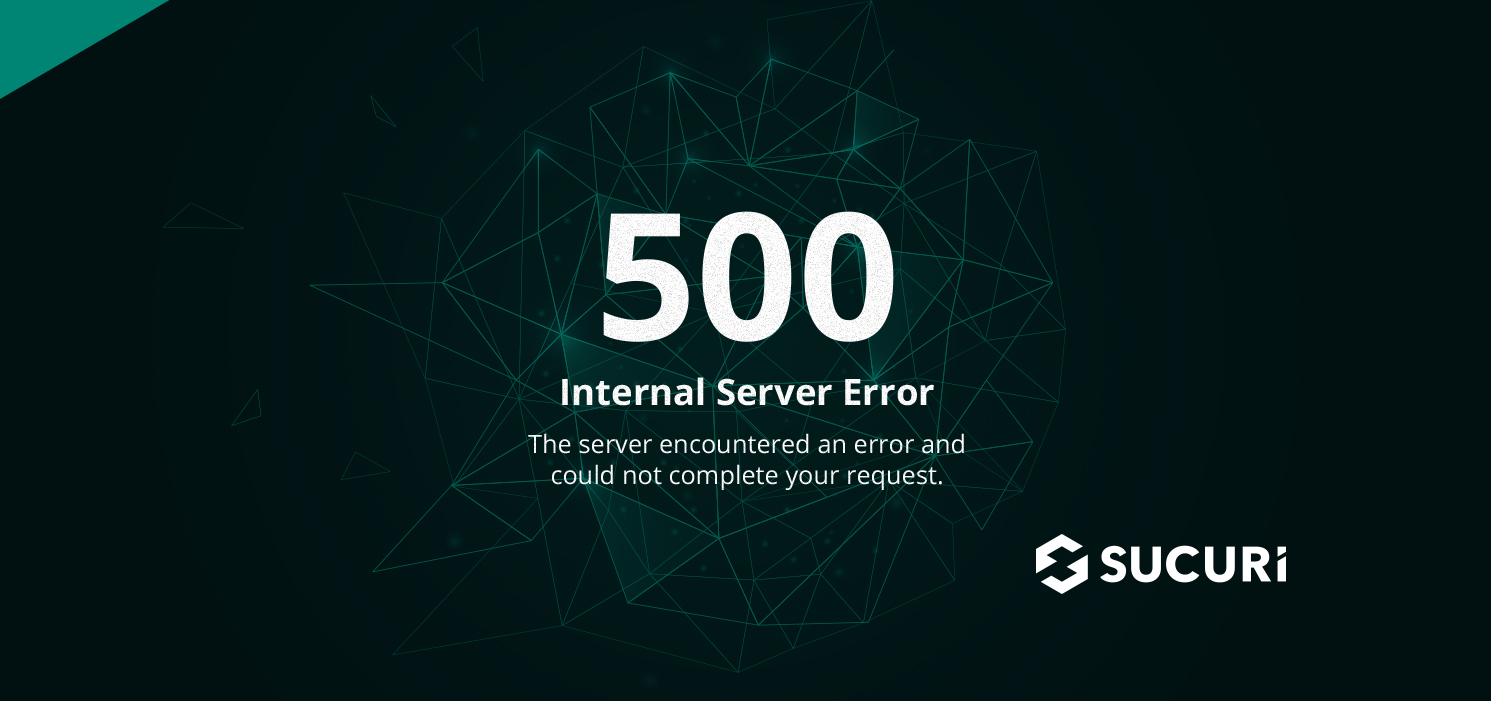 500
Internal Server Error
The server encountered an error and
could not complete your request.
SUCURi